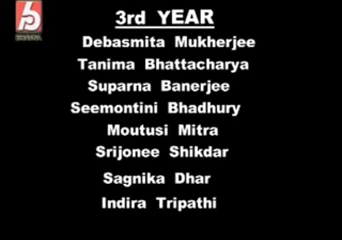 3rd YEAR
Debasmita Mukherjee
Tanima Bhattacharya
Suparna Banerjee
Seemontini Bhadhury
Moutusi Mitra
Srijonee Shikdar
Sagnika Dhar
Indira Tripathi